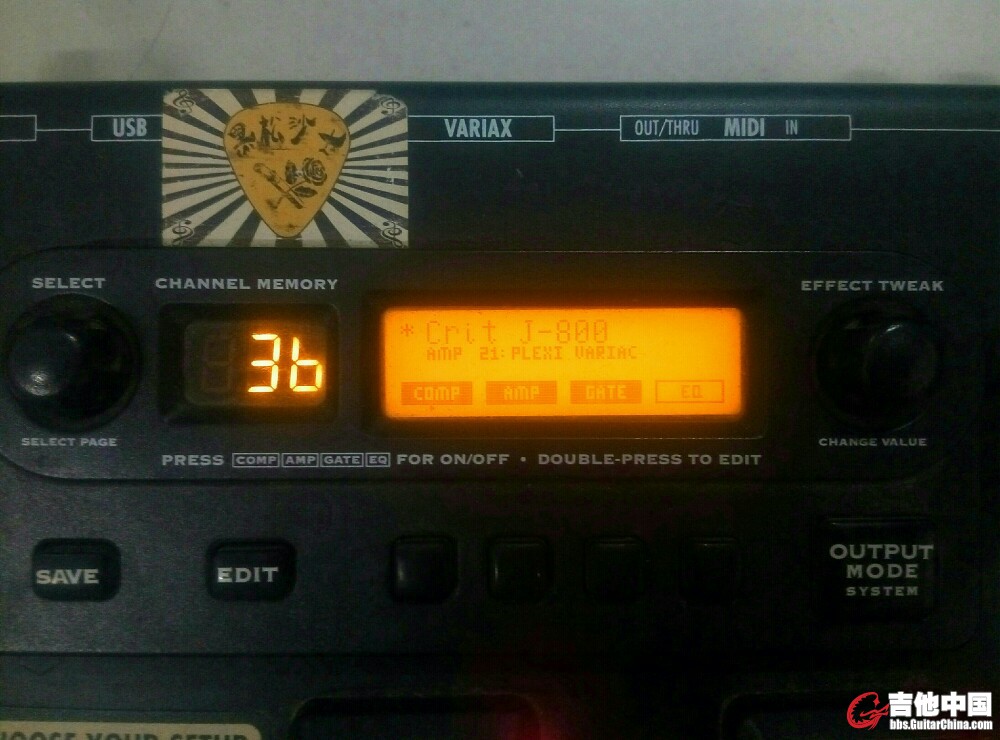 USB
VARIAX
OUT/THRU MIDI IN
SELECT
CHANNEL MEMORY
EFFECT TWEAK
3b
* Crit J-800
AMP 21: PLEXI VARIAC
COMP AMP GATE EQ
SELECT PAGE
CHANGE VALUE
PRESS COMP AMP GATE EQ FOR ON/OFF • DOUBLE-PRESS TO EDIT
SAVE
EDIT
OUTPUT
MODE
SYSTEM
YOUR SETUP
吉他中国
bbs.GuitarChina.com